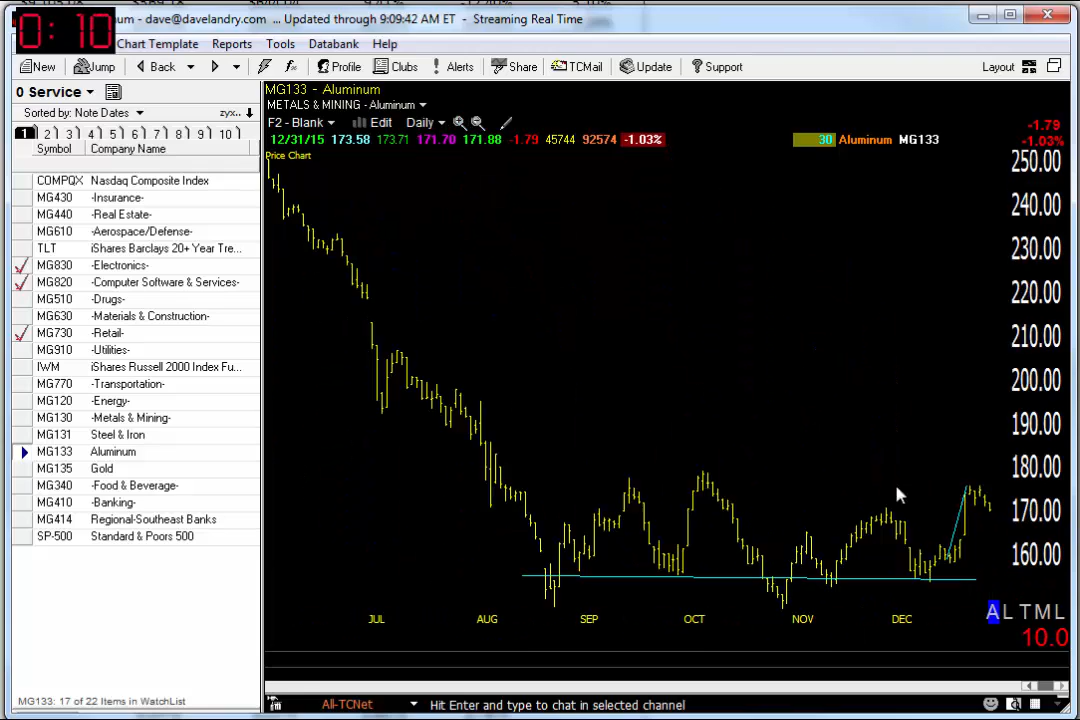 0:10
num - dave@davelandry.com ... Updated through 9:09:42 AM ET - Streaming Real Time
Chart Template Reports Tools Databank Help
New Jump Back Profile Clubs Alerts Share TCMail Update Support Layout
0 Service
Sorted by: Note Dates zyx..
1 2 3 4 5 6 7 8 9 10
Symbol Company Name
COMPQX Nasdaq Composite Index
MG430 -Insurance-
MG440 -Real Estate-
MG610 -Aerospace/Defense-
TLT iShares Barclays 20+ Year Tre...
MG830 -Electronics-
MG820 -Computer Software & Services-
MG510 -Drugs-
MG630 -Materials & Construction-
MG730 -Retail-
MG910 -Utilities-
IWM iShares Russell 2000 Index Fu...
MG770 -Transportation-
MG120 -Energy-
MG130 -Metals & Mining-
MG131 Steel & Iron
MG133 Aluminum
MG135 Gold
MG340 -Food & Beverage-
MG410 -Banking-
MG414 Regional-Southeast Banks
SP-500 Standard & Poors 500
MG133: 17 of 22 Items in WatchList
MG133 - Aluminum
METALS & MINING - Aluminum
F2 - Blank Edit Daily
12/31/15 173.58 173.71 171.70 171.88 -1.79 45744 92574 -1.03%
30 Aluminum MG133
-1.79
-1.03%
Price Chart
250.00
240.00
230.00
220.00
210.00
200.00
190.00
180.00
170.00
160.00
JUL AUG SEP OCT NOV DEC
A L T M L
10.0
All-TCNet Hit Enter and type to chat in selected channel